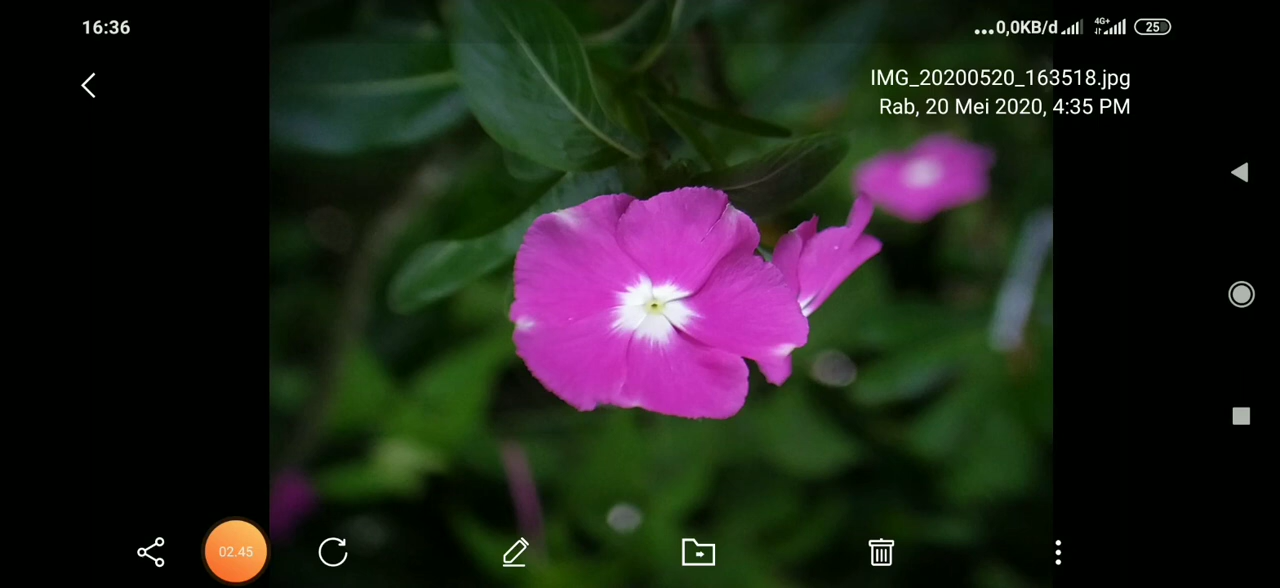 16:36
...0,0KB/d 4G+ 25
IMG_20200520_163518.jpg
Rab, 20 Mei 2020, 4:35 PM
02.45